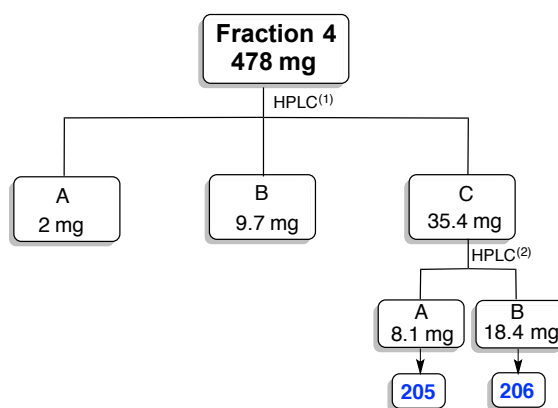 Fraction 4
478 mg
HPLC(1)
A
2 mg
B
9.7 mg
C
35.4 mg
HPLC(2)
A
8.1 mg
B
18.4 mg
205
206